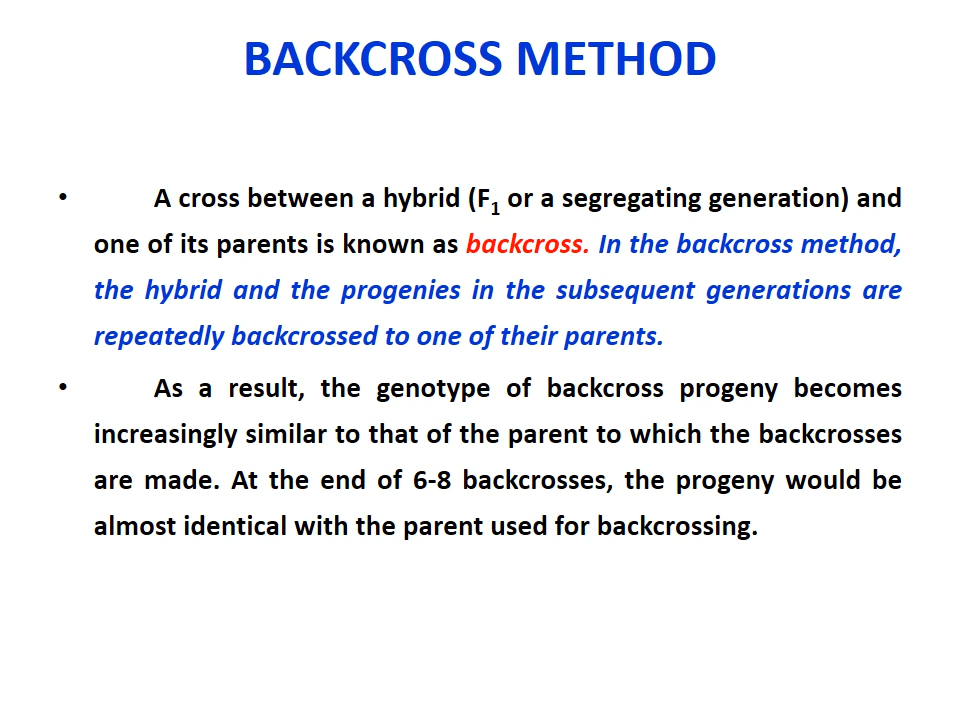 BACKCROSS METHOD
• A cross between a hybrid (F1 or a segregating generation) and
one of its parents is known as backcross. In the backcross method,
the hybrid and the progenies in the subsequent generations are
repeatedly backcrossed to one of their parents.
• As a result, the genotype of backcross progeny becomes
increasingly similar to that of the parent to which the backcrosses
are made. At the end of 6-8 backcrosses, the progeny would be
almost identical with the parent used for backcrossing.